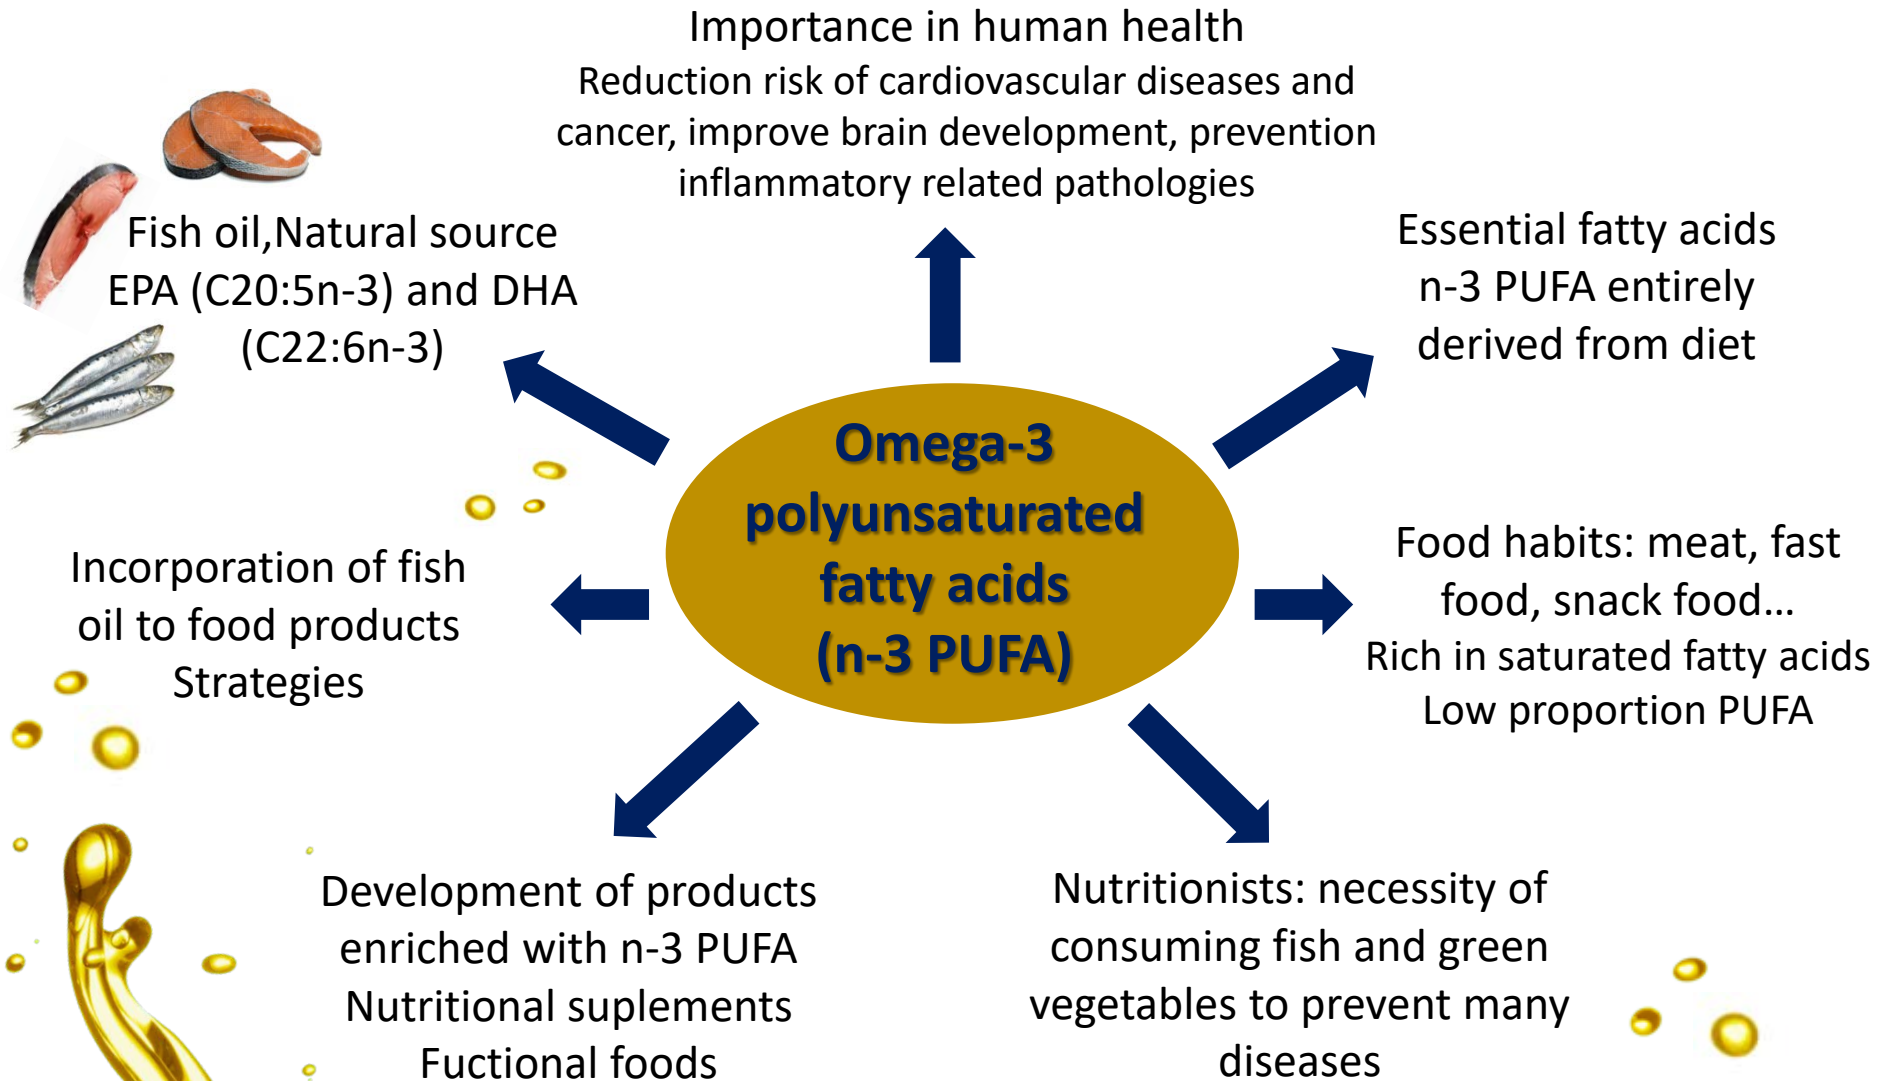 Importance in human health
Reduction risk of cardiovascular diseases and
cancer, improve brain development, prevention
inflammatory related pathologies
Fish oil,Natural source
EPA (C20:5n-3) and DHA
(C22:6n-3)
Essential fatty acids
n-3 PUFA entirely
derived from diet
Omega-3
polyunsaturated
fatty acids
(n-3 PUFA)
Incorporation of fish
oil to food products
Strategies
Food habits: meat, fast
food, snack food...
Rich in saturated fatty acids
Low proportion PUFA
Development of products
enriched with n-3 PUFA
Nutritional suplements
Fuctional foods
Nutritionists: necessity of
consuming fish and green
vegetables to prevent many
diseases